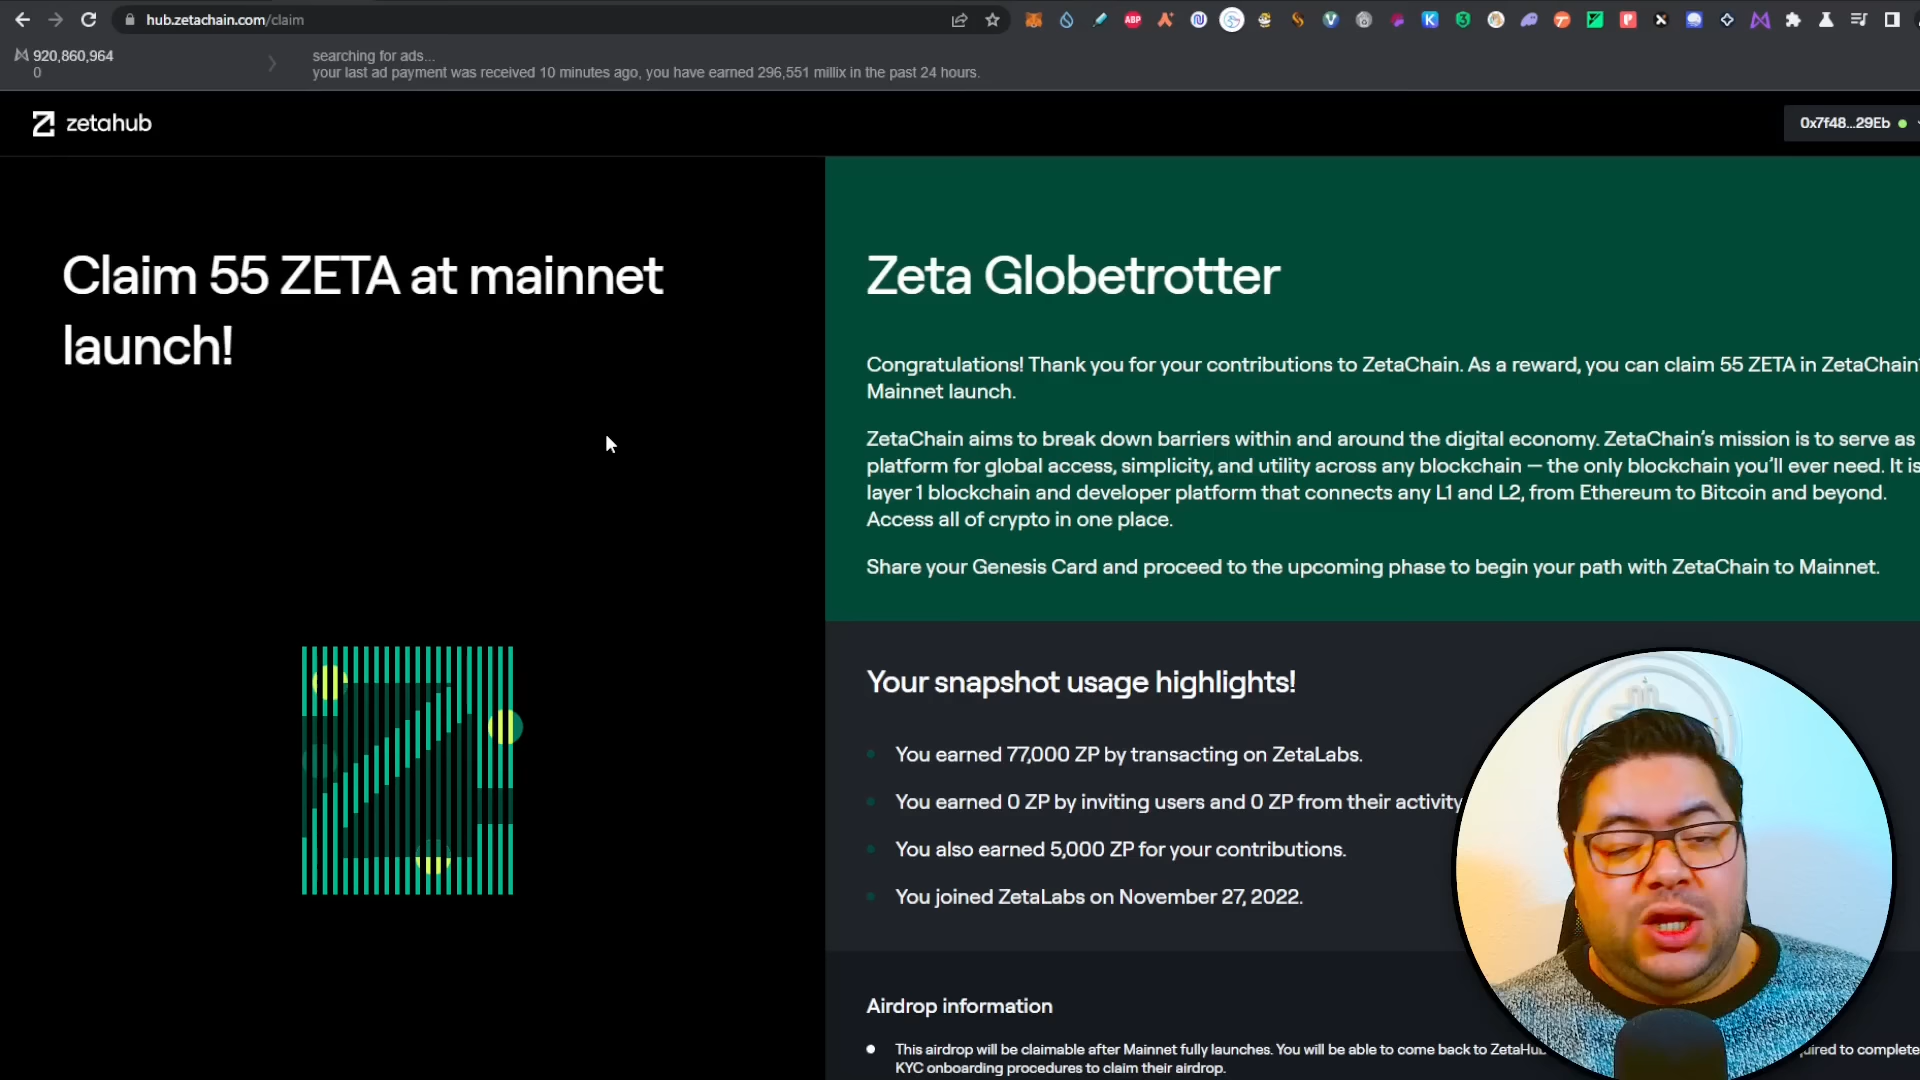 hub.zetachain.com/claim
920,860,964
0
searching for ads...
your last ad payment was received 10 minutes ago, you have earned 296,551 millix in the past 24 hours.
zetahub
0x7f48...29Eb
Claim 55 ZETA at mainnet
launch!
Zeta Globetrotter
Congratulations! Thank you for your contributions to ZetaChain. As a reward, you can claim 55 ZETA in ZetaChain'
Mainnet launch.
ZetaChain aims to break down barriers within and around the digital economy. ZetaChain's mission is to serve as
platform for global access, simplicity, and utility across any blockchain — the only blockchain you'll ever need. It is
layer 1 blockchain and developer platform that connects any L1 and L2, from Ethereum to Bitcoin and beyond.
Access all of crypto in one place.
Share your Genesis Card and proceed to the upcoming phase to begin your path with ZetaChain to Mainnet.
Your snapshot usage highlights!
You earned 77,000 ZP by transacting on ZetaLabs.
You earned 0 ZP by inviting users and 0 ZP from their activity
You also earned 5,000 ZP for your contributions.
You joined ZetaLabs on November 27, 2022.
Airdrop information
This airdrop will be claimable after Mainnet fully launches. You will be able to come back to ZetaHu to complete
KYC onboarding procedures to claim their airdrop.